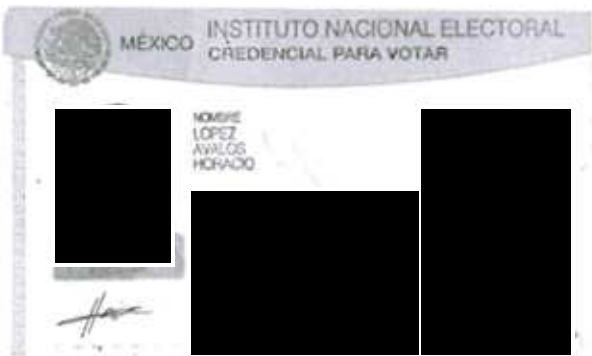 MÉXICO
INSTITUTO NACIONAL ELECTORAL
CREDENCIAL PARA VOTAR
NOMBRE
LOPEZ
AVALOS
HORACIO